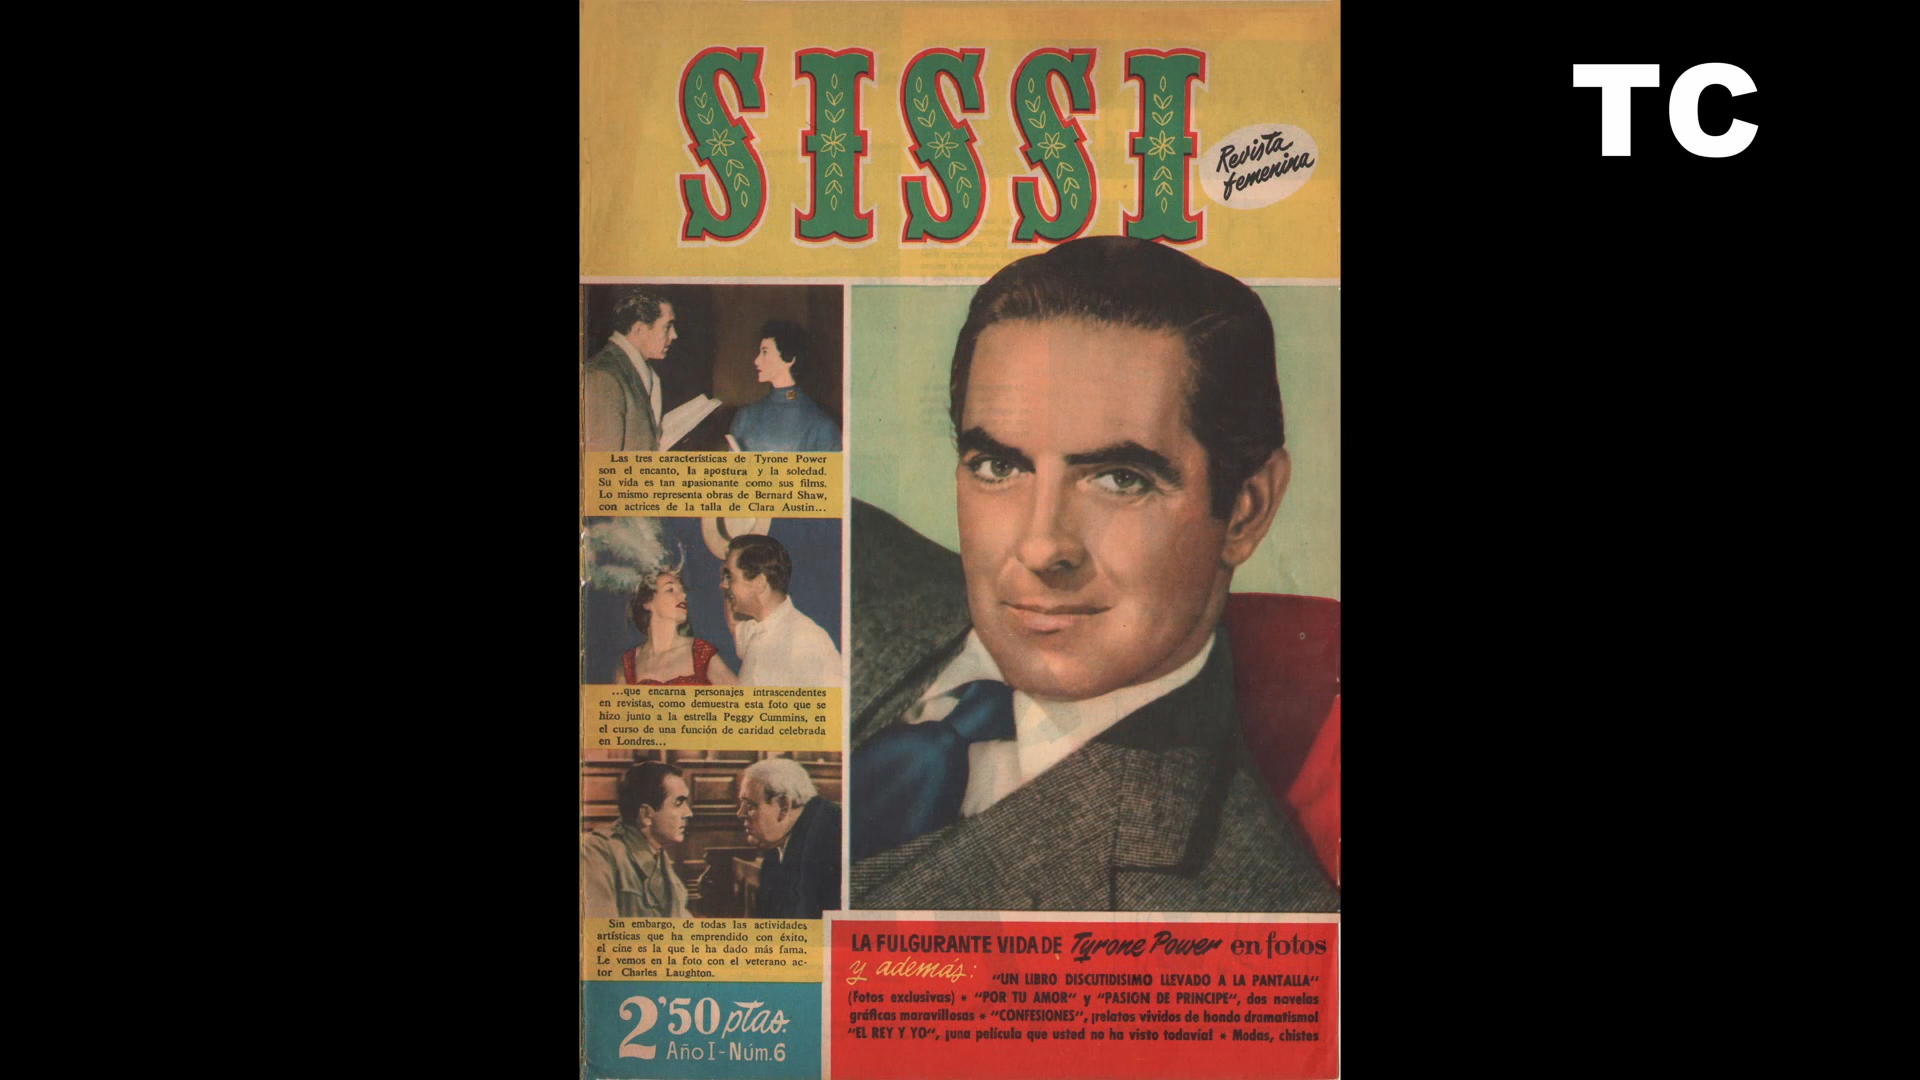 SISSI
Revista
femenina
TC
Las tres características de Tyrone Power
son el encanto, la apostura y la soledad.
Su vida es tan apasionante como sus films.
Lo mismo representa obras de Bernard Shaw,
con actrices de la talla de Clara Austin...
...que encarna personajes intrascendentes
en revistas, como demuestra esta foto que se
hizo junto a la estrella Peggy Cummins, en
el curso de una función de caridad celebrada
en Londres...
Sin embargo, de todas las actividades
artísticas que ha emprendido con éxito,
el cine es la que le ha dado más fama.
Le vemos en la foto con el veterano ac-
tor Charles Laughton.
2'50 ptas.
Año I - Núm. 6
LA FULGURANTE VIDA DE Tyrone Power en fotos
y además: "UN LIBRO DISCUTIDISIMO LLEVADO A LA PANTALLA"
(Fotos exclusivas) * "POR TU AMOR" y "PASION DE PRINCIPE", dos novelas
gráficas maravillosas * "CONFESIONES", ¡relatos vividos de hondo dramatismo!
"EL REY Y YO", ¡una película que usted no ha visto todavía! * Modas, chistes